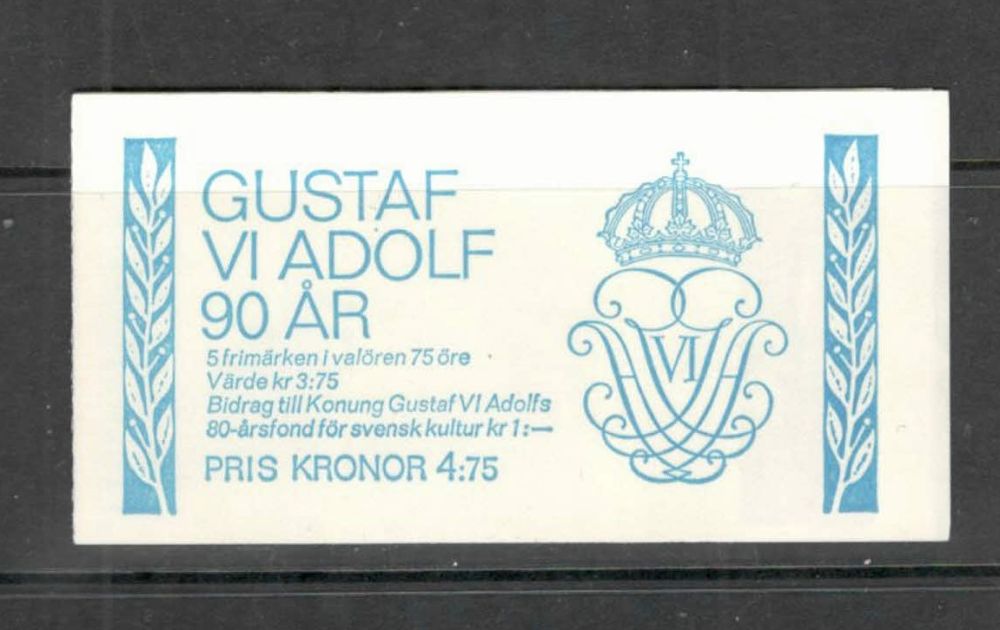 GUSTAF
VI ADOLF
90 ÅR
5 frimärken i valören 75 öre
Värde kr 3:75
Bidrag till Konung Gustaf VI Adolfs
80-årsfond för svensk kultur kr 1:—
PRIS KRONOR 4:75
VI